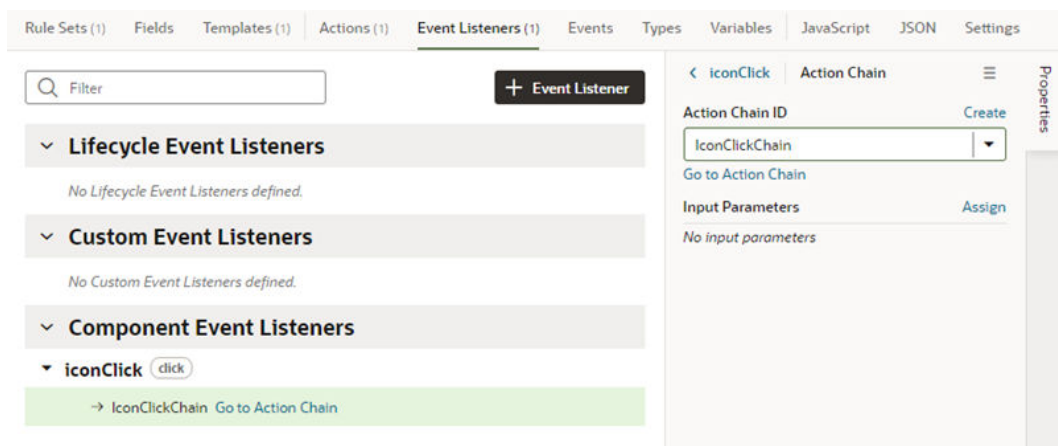 Rule Sets (1) Fields Templates (1) Actions (1) Event Listeners (1) Events Types Variables JavaScript JSON Settings
Filter
+ Event Listener
Lifecycle Event Listeners
No Lifecycle Event Listeners defined.
Custom Event Listeners
No Custom Event Listeners defined.
Component Event Listeners
iconClick click
→ IconClickChain Go to Action Chain
iconClick Action Chain
Action Chain ID Create
IconClickChain
Go to Action Chain
Input Parameters Assign
No input parameters
Properties